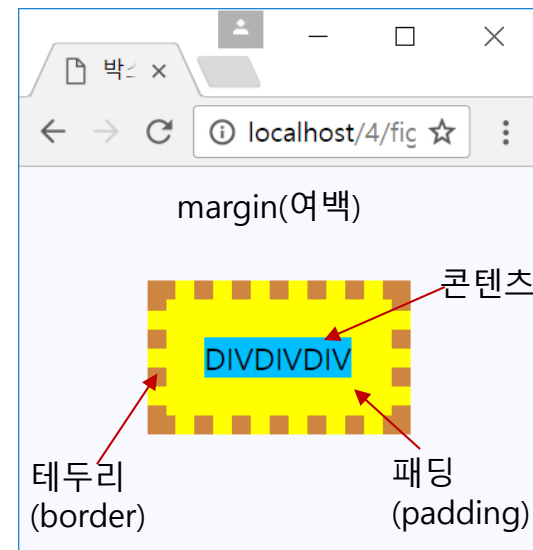 박스
localhost/4/fig
margin(여백)
콘텐츠
DIVDIVDIV
테두리
(border)
패딩
(padding)